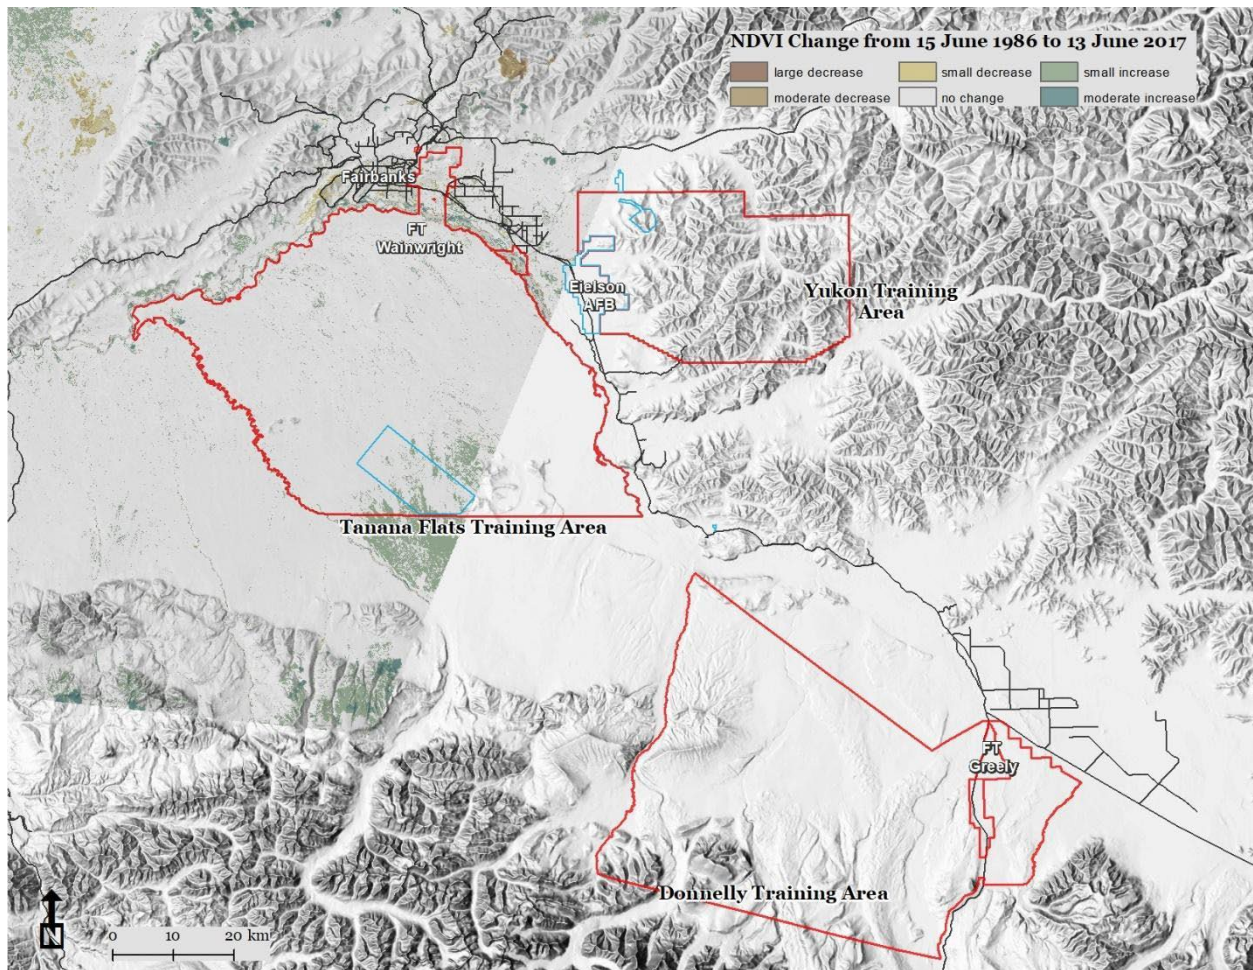 NDVI Change from 15 June 1986 to 13 June 2017
large decrease
small decrease
small increase
moderate decrease
no change
moderate increase
Fairbanks
FT
Wainwright
Eielson
AFB
Yukon Training
Area
Tanana Flats Training Area
FT
Greely
Donnelly Training Area
N
0 10 20 km